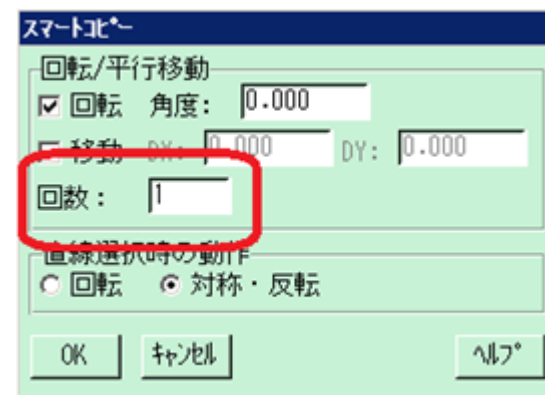 スマートコピー
回転/平行移動
回転 角度: 0.000
移動 DX: 0.000 DY: 0.000
回数: 1
直線選択時の動作
回転 対称・反転
OK キャンセル ヘルプ